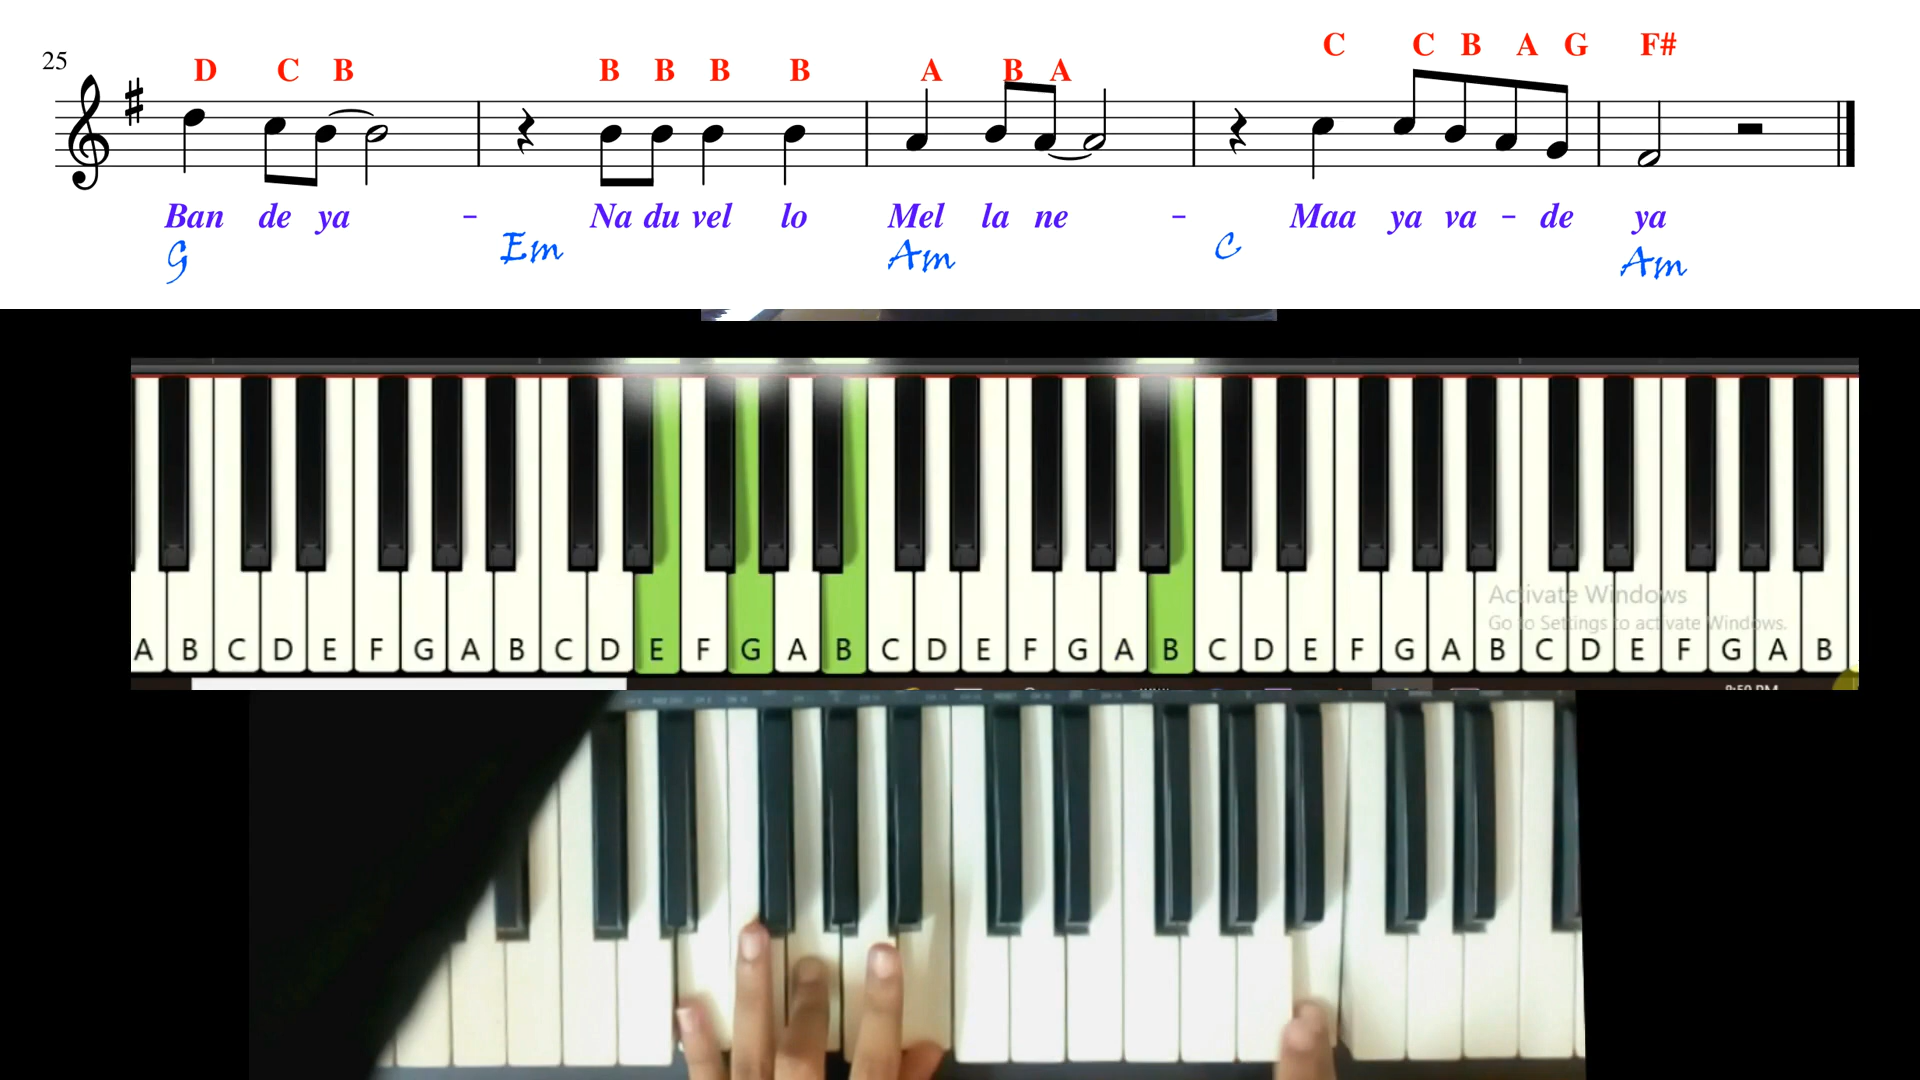 C C B A G F#
25 D C B B B B B A B A
Ban de ya - Na du vel lo Mel la ne - Maa ya va - de ya
G Em Am C Am
Activate Windows
Go to Settings to activate Windows.
A B C D E F G A B C D E F G A B C D E F G A B C D E F G A B C D E F G A B